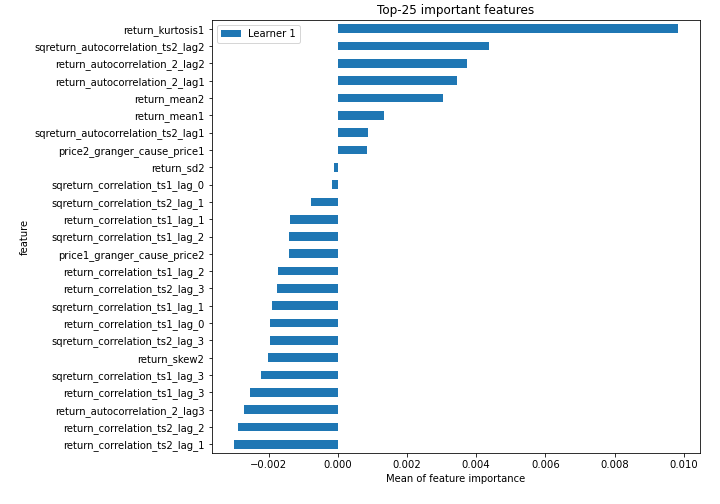 Top-25 important features
Learner 1
return_kurtosis1
sqreturn_autocorrelation_ts2_lag2
return_autocorrelation_2_lag2
return_autocorrelation_2_lag1
return_mean2
return_mean1
sqreturn_autocorrelation_ts2_lag1
price2_granger_cause_price1
return_sd2
sqreturn_correlation_ts1_lag_0
sqreturn_correlation_ts2_lag_1
return_correlation_ts1_lag_1
sqreturn_correlation_ts1_lag_2
price1_granger_cause_price2
return_correlation_ts1_lag_2
return_correlation_ts2_lag_3
sqreturn_correlation_ts1_lag_1
return_correlation_ts1_lag_0
sqreturn_correlation_ts2_lag_3
return_skew2
sqreturn_correlation_ts1_lag_3
return_correlation_ts1_lag_3
return_autocorrelation_2_lag3
return_correlation_ts2_lag_2
return_correlation_ts2_lag_1
feature
−0.002 0.000 0.002 0.004 0.006 0.008 0.010
Mean of feature importance